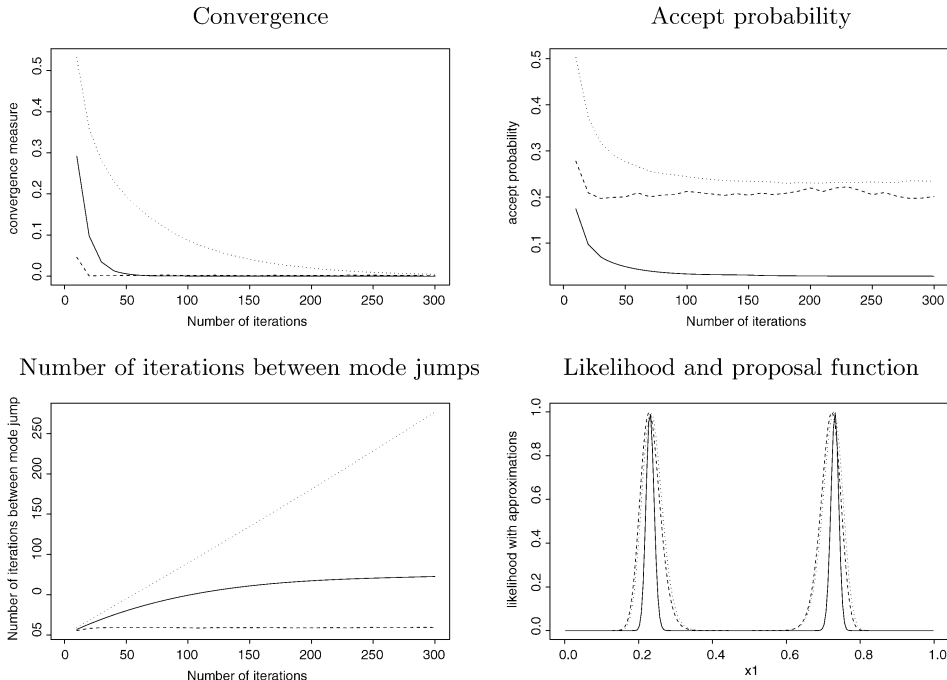 Convergence
Accept probability
convergence measure
0.0 0.1 0.2 0.3 0.4 0.5
0 50 100 150 200 250 300
Number of iterations
accept probability
0.1 0.2 0.3 0.4 0.5
0 50 100 150 200 250 300
Number of iterations
Number of iterations between mode jumps
Likelihood and proposal function
Number of iterations between mode jump
05 0 100 150 200 250
0 50 100 150 200 250 300
Number of iterations
likelihood with approximations
0.0 0.2 0.4 0.6 0.8 1.0
0.0 0.2 0.4 0.6 0.8 1.0
x1